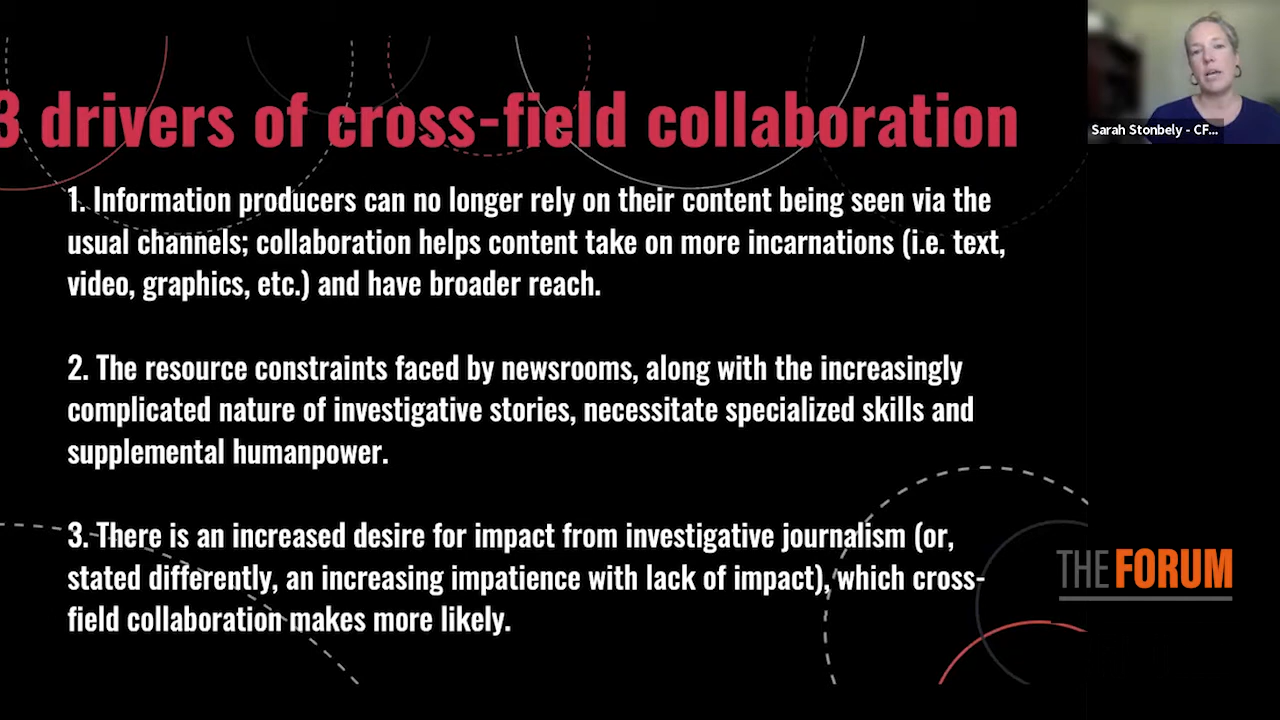 3 drivers of cross-field collaboration
Sarah Stonbely - CF...
1. Information producers can no longer rely on their content being seen via the
usual channels; collaboration helps content take on more incarnations (i.e. text,
video, graphics, etc.) and have broader reach.
2. The resource constraints faced by newsrooms, along with the increasingly
complicated nature of investigative stories, necessitate specialized skills and
supplemental humanpower.
3. There is an increased desire for impact from investigative journalism (or,
stated differently, an increasing impatience with lack of impact), which cross-
field collaboration makes more likely.
THE FORUM